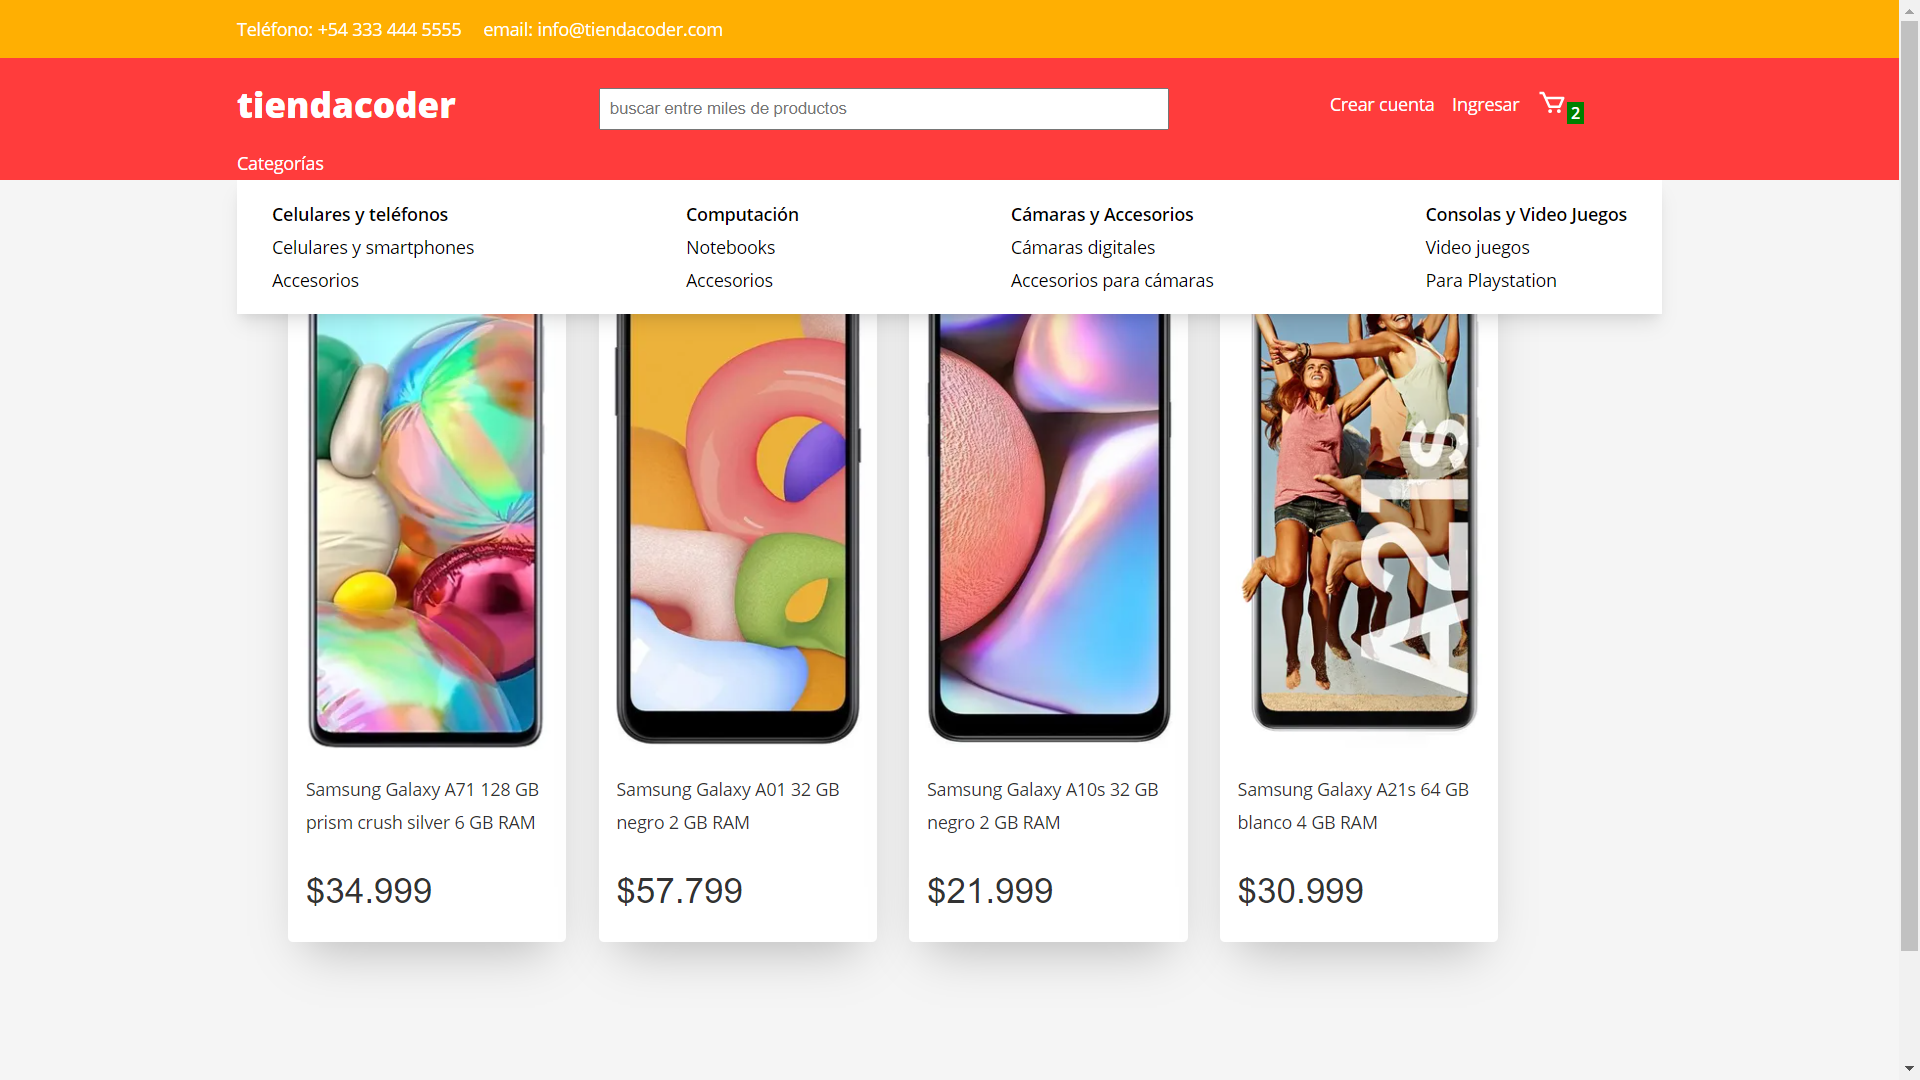 Teléfono: +54 333 444 5555 email: info@tiendacoder.com
tiendacoder
buscar entre miles de productos
Crear cuenta Ingresar 2
Categorías
Celulares y teléfonos
Celulares y smartphones
Accesorios
Computación
Notebooks
Accesorios
Cámaras y Accesorios
Cámaras digitales
Accesorios para cámaras
Consolas y Video Juegos
Video juegos
Para Playstation
A21s
Samsung Galaxy A71 128 GB
prism crush silver 6 GB RAM
$34.999
Samsung Galaxy A01 32 GB
negro 2 GB RAM
$57.799
Samsung Galaxy A10s 32 GB
negro 2 GB RAM
$21.999
Samsung Galaxy A21s 64 GB
blanco 4 GB RAM
$30.999